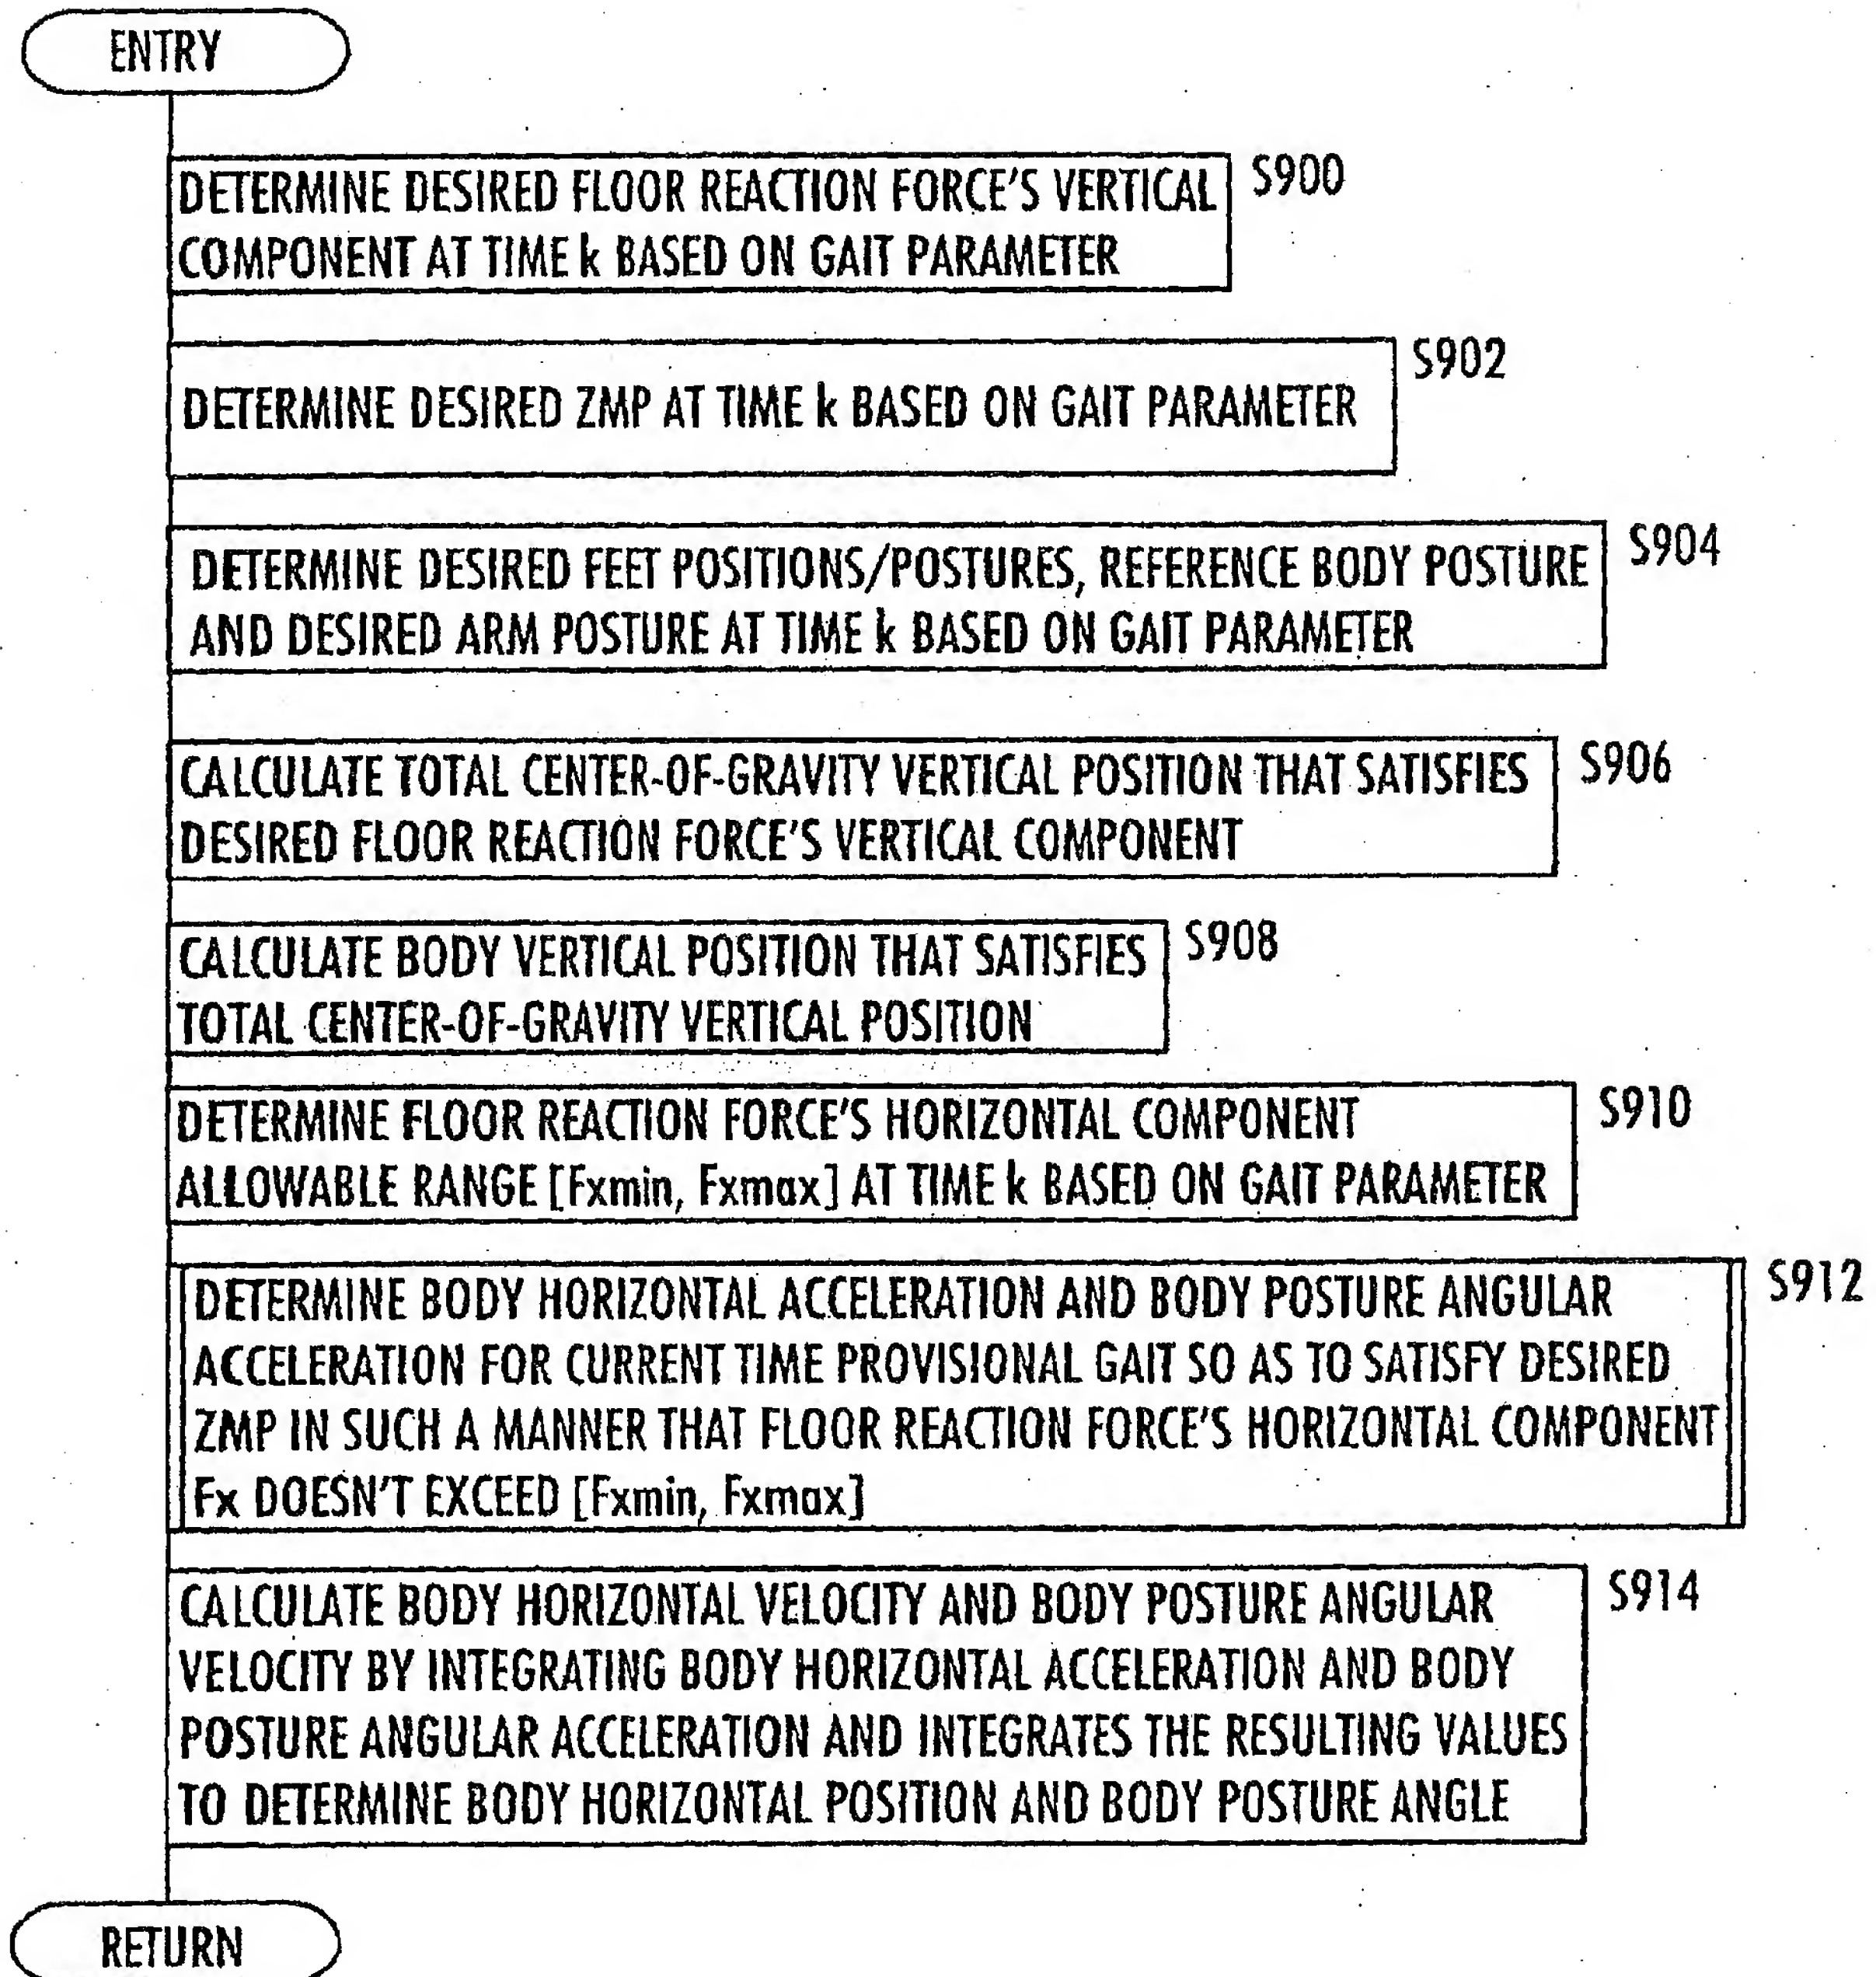 ENTRY
DETERMINE DESIRED FLOOR REACTION FORCE'S VERTICAL
COMPONENT AT TIME k BASED ON GAIT PARAMETER
S900
DETERMINE DESIRED ZMP AT TIME k BASED ON GAIT PARAMETER
S902
DETERMINE DESIRED FEET POSITIONS/POSTURES, REFERENCE BODY POSTURE
AND DESIRED ARM POSTURE AT TIME k BASED ON GAIT PARAMETER
S904
CALCULATE TOTAL CENTER-OF-GRAVITY VERTICAL POSITION THAT SATISFIES
DESIRED FLOOR REACTION FORCE'S VERTICAL COMPONENT
S906
CALCULATE BODY VERTICAL POSITION THAT SATISFIES
TOTAL CENTER-OF-GRAVITY VERTICAL POSITION
S908
DETERMINE FLOOR REACTION FORCE'S HORIZONTAL COMPONENT
ALLOWABLE RANGE [Fxmin, Fxmax] AT TIME k BASED ON GAIT PARAMETER
S910
DETERMINE BODY HORIZONTAL ACCELERATION AND BODY POSTURE ANGULAR
ACCELERATION FOR CURRENT TIME PROVISIONAL GAIT SO AS TO SATISFY DESIRED
ZMP IN SUCH A MANNER THAT FLOOR REACTION FORCE'S HORIZONTAL COMPONENT
Fx DOESN'T EXCEED [Fxmin, Fxmax]
S912
CALCULATE BODY HORIZONTAL VELOCITY AND BODY POSTURE ANGULAR
VELOCITY BY INTEGRATING BODY HORIZONTAL ACCELERATION AND BODY
POSTURE ANGULAR ACCELERATION AND INTEGRATES THE RESULTING VALUES
TO DETERMINE BODY HORIZONTAL POSITION AND BODY POSTURE ANGLE
S914
RETURN